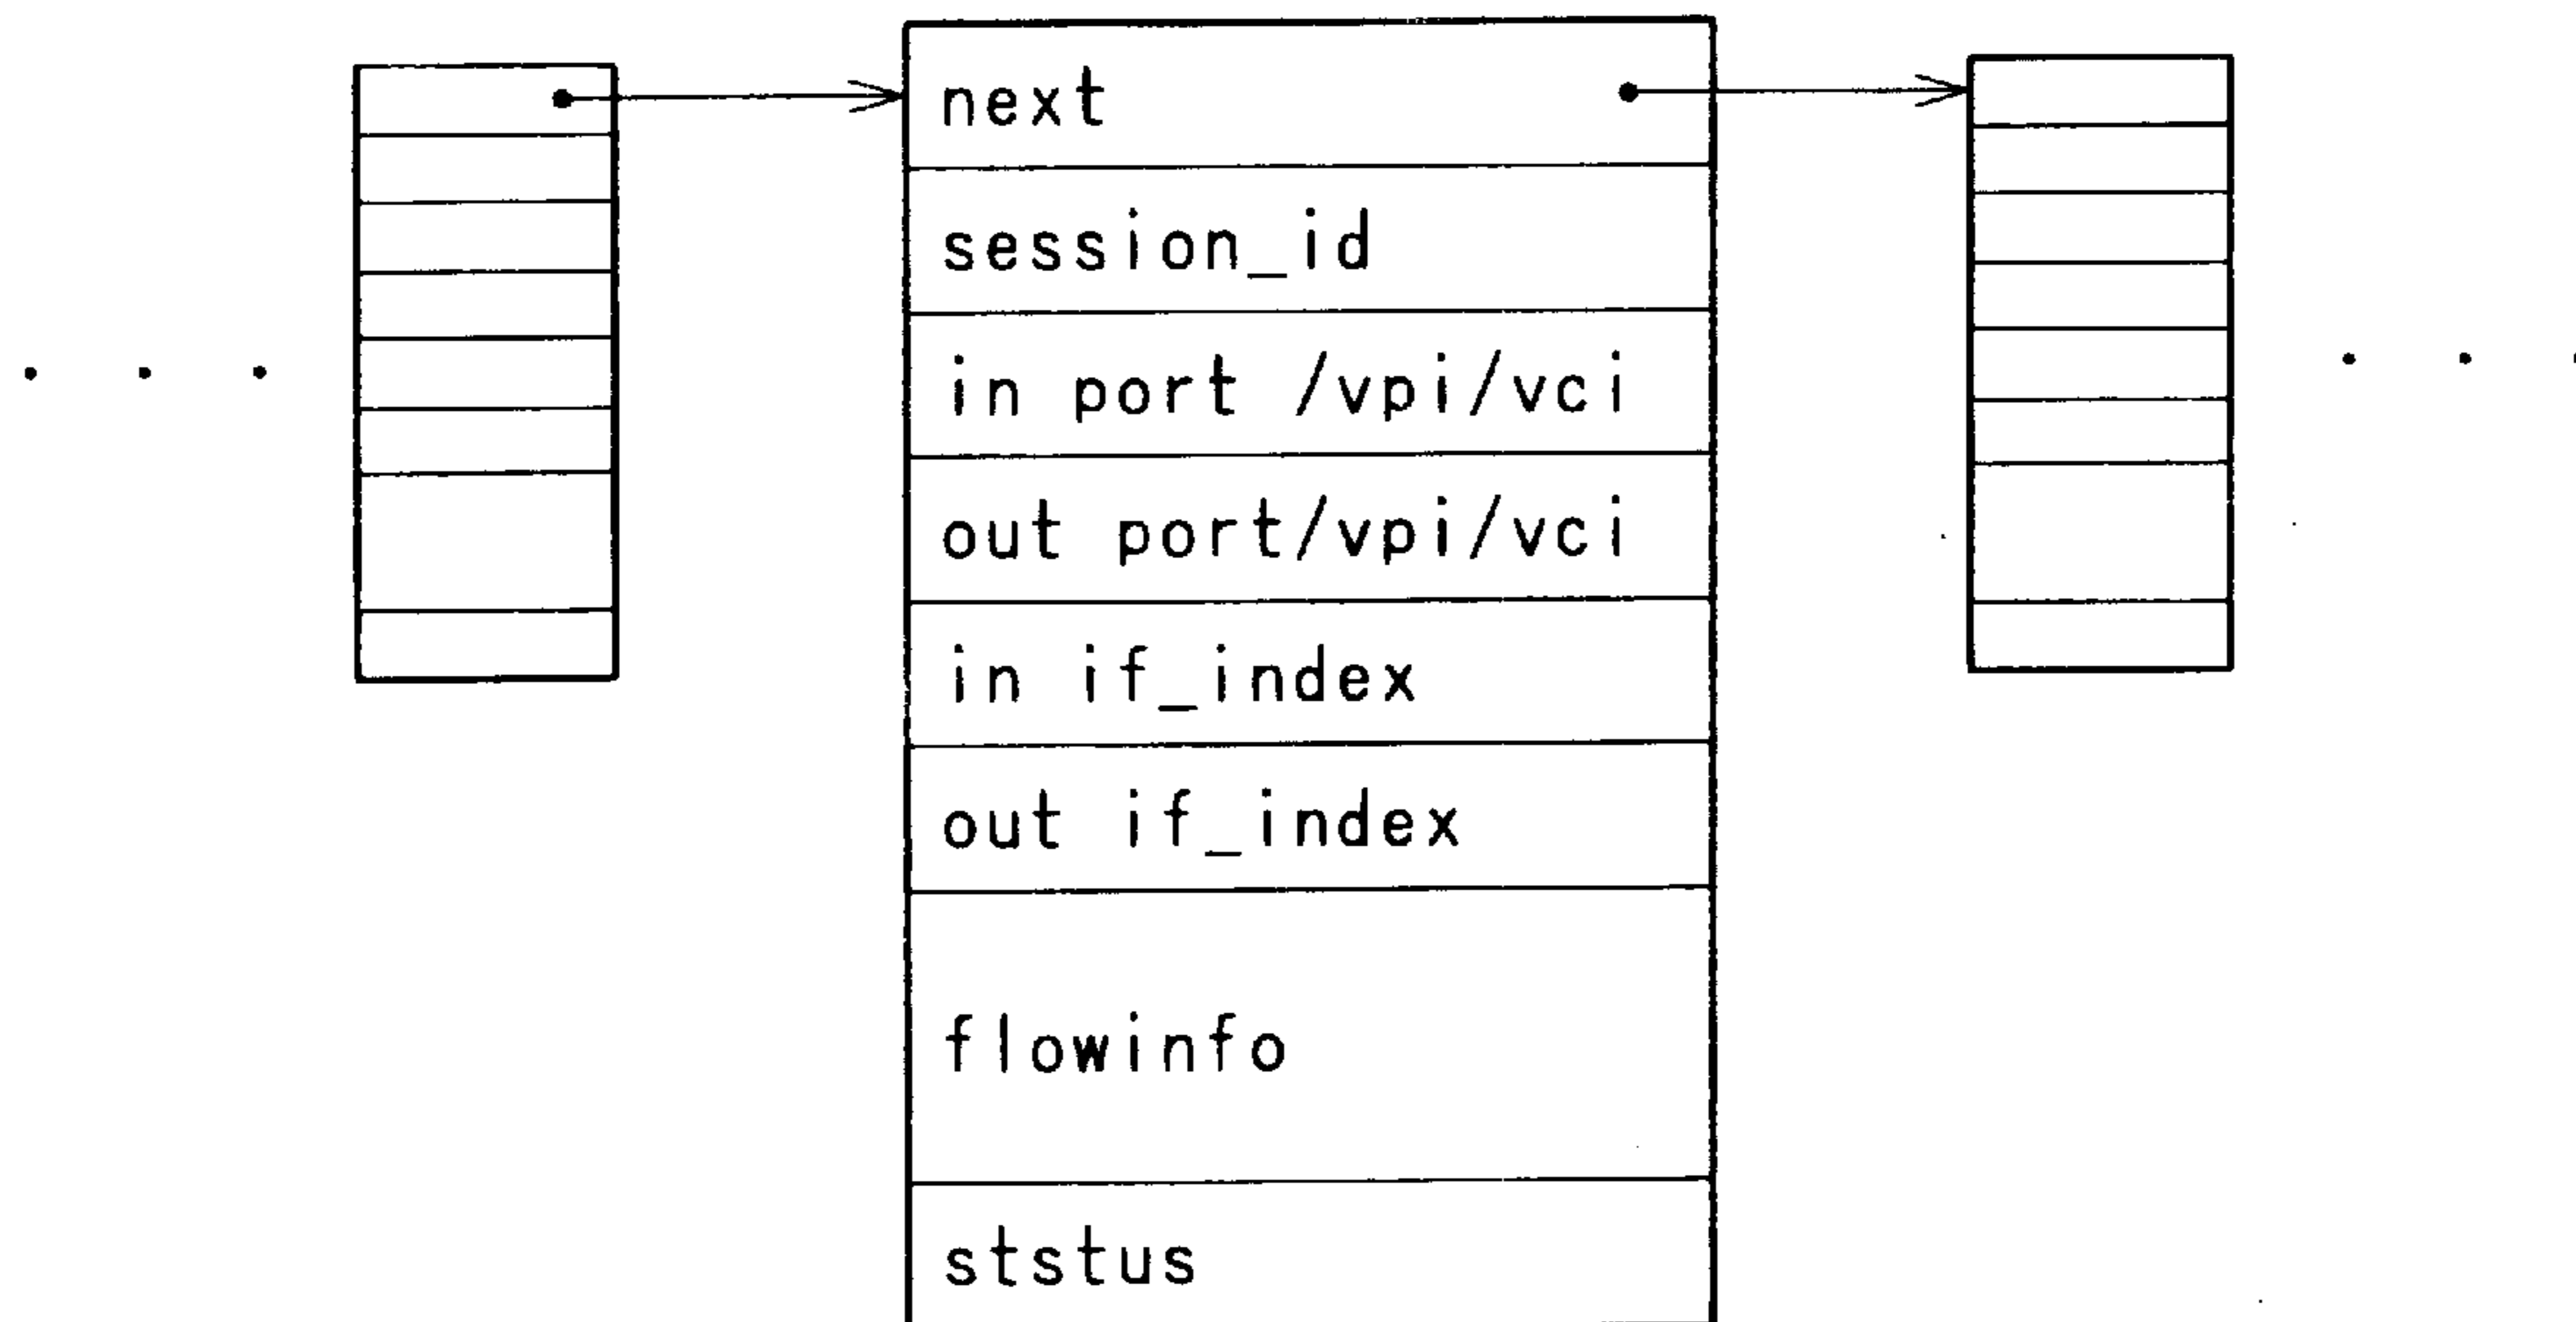 next
session_id
in port /vpi/vci
out port/vpi/vci
in if_index
out if_index
flowinfo
ststus